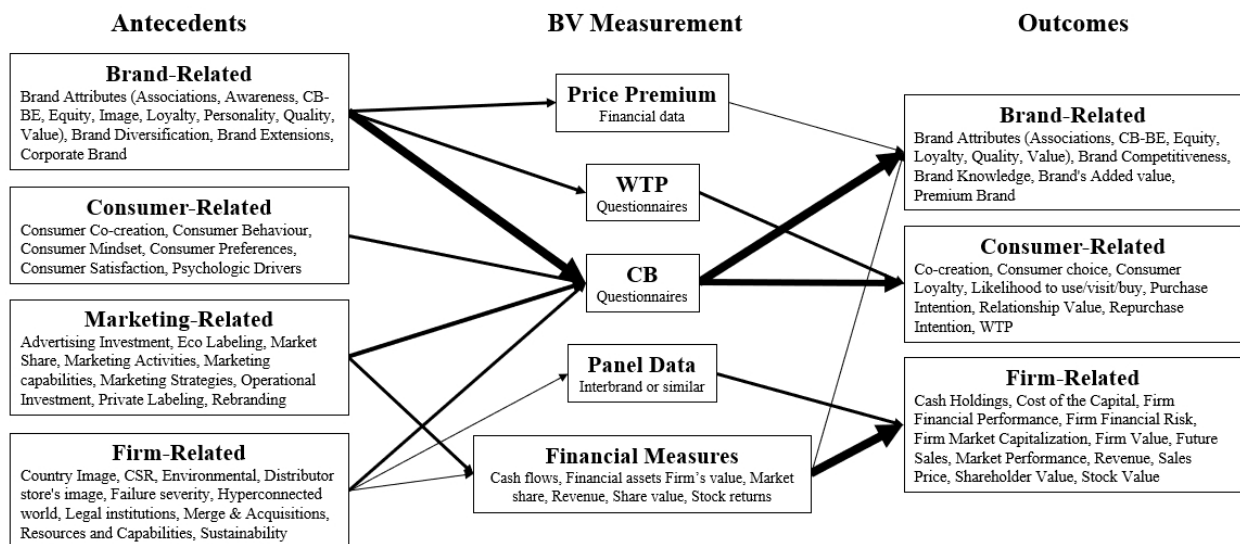 Antecedents
BV Measurement
Outcomes
Brand-Related
Brand Attributes (Associations, Awareness, CB-
BE, Equity, Image, Loyalty, Personality, Quality,
Value), Brand Diversification, Brand Extensions,
Corporate Brand
Consumer-Related
Consumer Co-creation, Consumer Behaviour,
Consumer Mindset, Consumer Preferences,
Consumer Satisfaction, Psychologic Drivers
Marketing-Related
Advertising Investment, Eco Labeling, Market
Share, Marketing Activities, Marketing
capabilities, Marketing Strategies, Operational
Investment, Private Labeling, Rebranding
Firm-Related
Country Image, CSR, Environmental, Distributor
store's image, Failure severity, Hyperconnected
world, Legal institutions, Merge & Acquisitions,
Resources and Capabilities, Sustainability
Price Premium
Financial data
WTP
Questionnaires
CB
Questionnaires
Panel Data
Interbrand or similar
Financial Measures
Cash flows, Financial assets Firm's value, Market
share, Revenue, Share value, Stock returns
Brand-Related
Brand Attributes (Associations, CB-BE, Equity,
Loyalty, Quality, Value), Brand Competitiveness,
Brand Knowledge, Brand's Added value,
Premium Brand
Consumer-Related
Co-creation, Consumer choice, Consumer
Loyalty, Likelihood to use/visit/buy, Purchase
Intention, Relationship Value, Repurchase
Intention, WTP
Firm-Related
Cash Holdings, Cost of the Capital, Firm
Financial Performance, Firm Financial Risk,
Firm Market Capitalization, Firm Value, Future
Sales, Market Performance, Revenue, Sales
Price, Shareholder Value, Stock Value